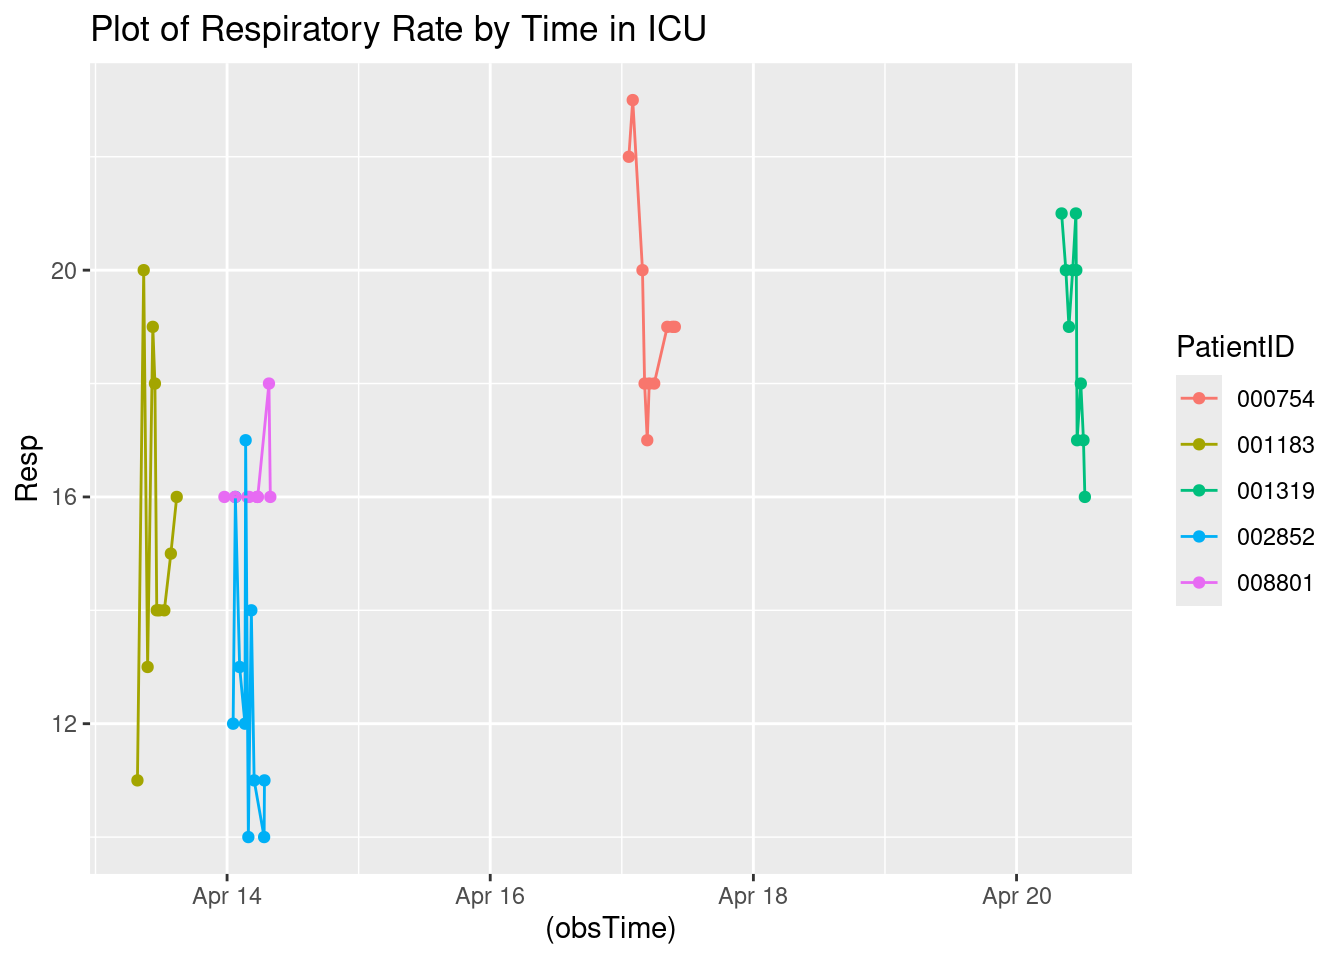 Plot of Respiratory Rate by Time in ICU
Resp
20
16
12
Apr 14
Apr 16
Apr 18
Apr 20
(obsTime)
PatientID
000754
001183
001319
002852
008801